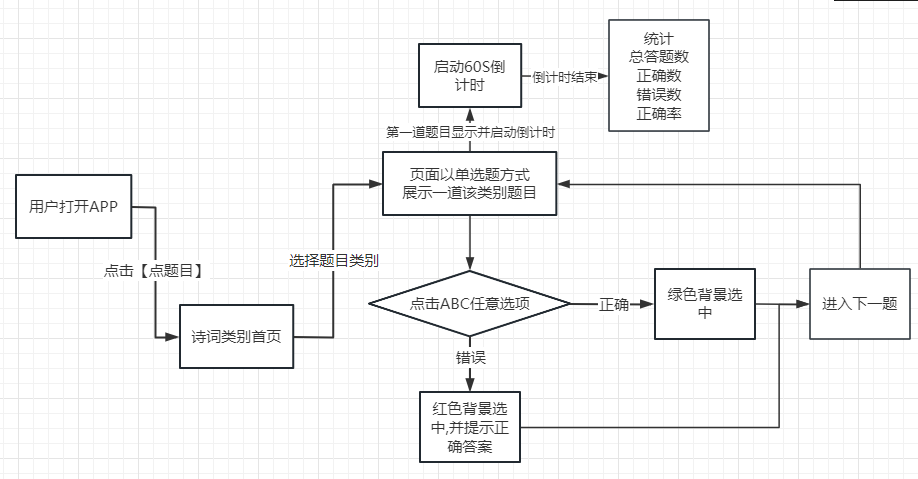 统计
总答题数
正确数
错误数
正确率
启动60S倒
计时
倒计时结束
第一道题目显示并启动倒计时
页面以单选题方式
展示一道该类别题目
用户打开APP
点击【点题目】
选择题目类别
诗词类别首页
点击ABC任意选项
正确
绿色背景选
中
进入下一题
错误
红色背景选
中,并提示正
确答案